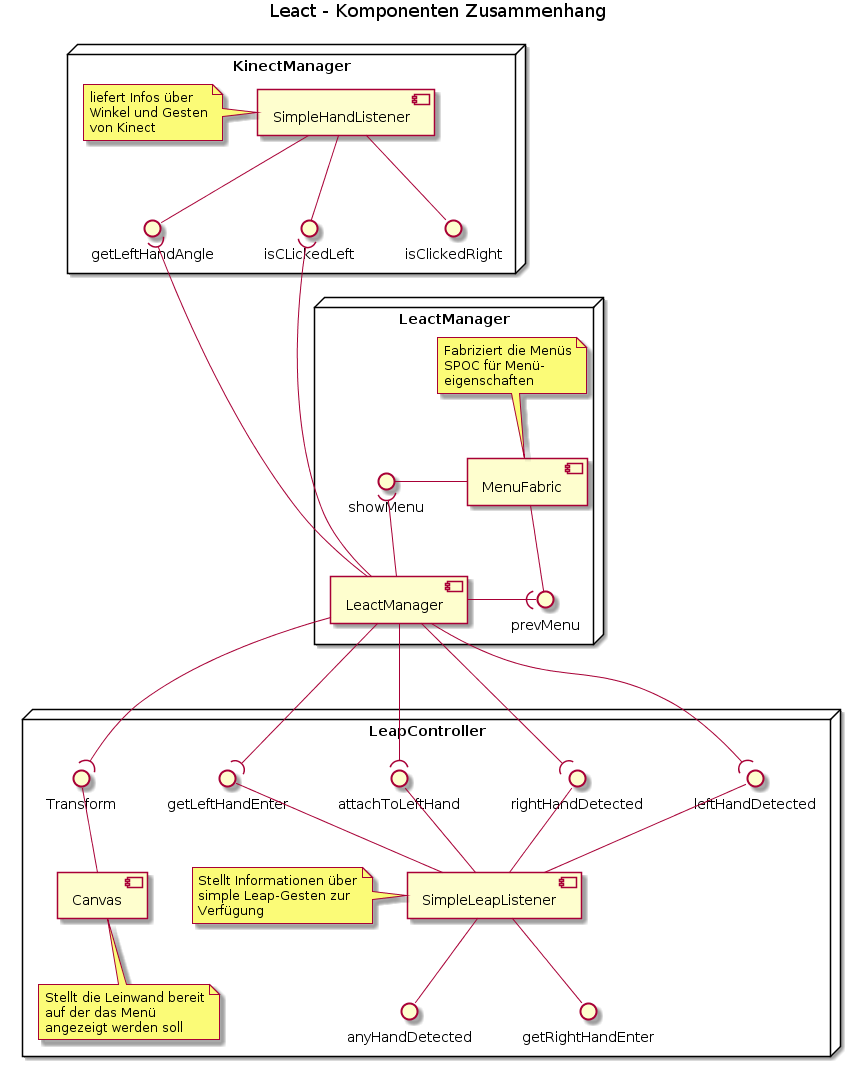 Leact - Komponenten Zusammenhang
KinectManager
liefert Infos über
Winkel und Gesten
von Kinect
SimpleHandListener
getLeftHandAngle
isCLickedLeft
isClickedRight
LeactManager
Fabriziert die Menüs
SPOC für Menü-
eigenschaften
MenuFabric
showMenu
LeactManager
prevMenu
LeapController
Transform
getLeftHandEnter
attachToLeftHand
rightHandDetected
leftHandDetected
Canvas
Stellt Informationen über
simple Leap-Gesten zur
Verfügung
SimpleLeapListener
Stellt die Leinwand bereit
auf der das Menü
angezeigt werden soll
anyHandDetected
getRightHandEnter